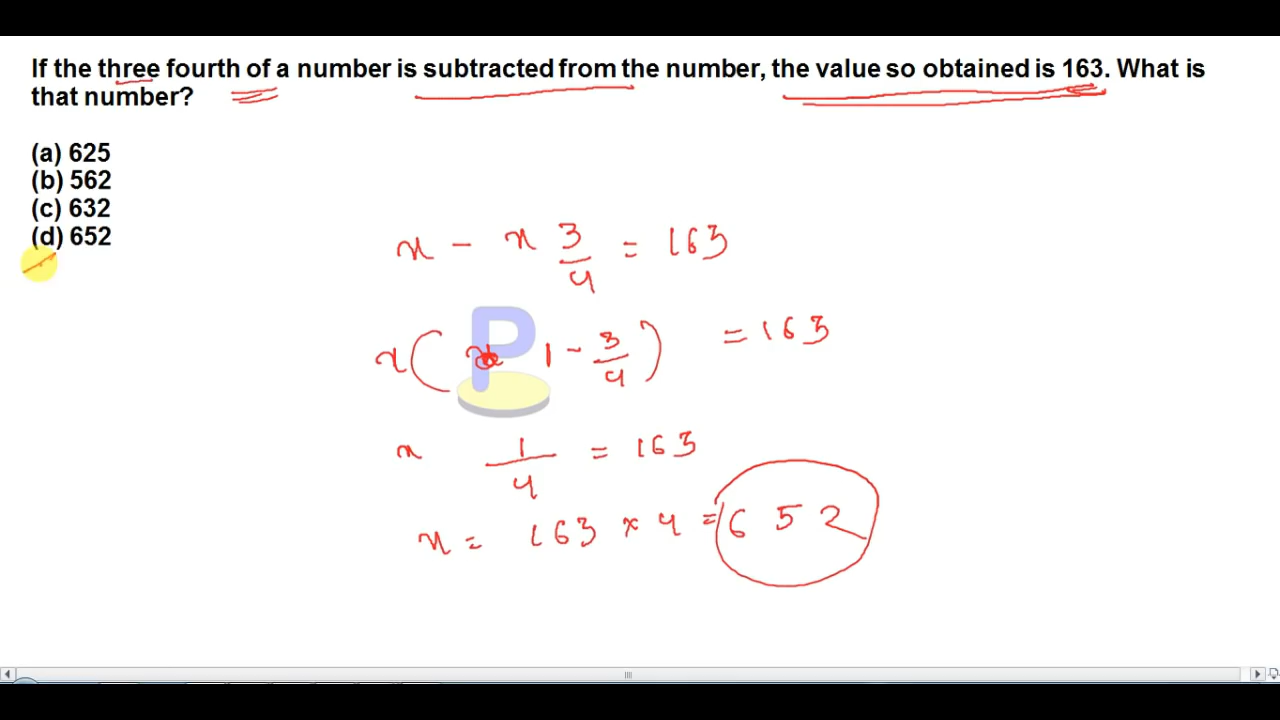 If the three fourth of a number is subtracted from the number, the value so obtained is 163. What is
that number?
(a) 625
(b) 562
(c) 632
(d) 652
x - x 3/4 = 163
x( 1 - 3/4 ) = 163
x 1/4 = 163
x = 163 × 4 = 652
P